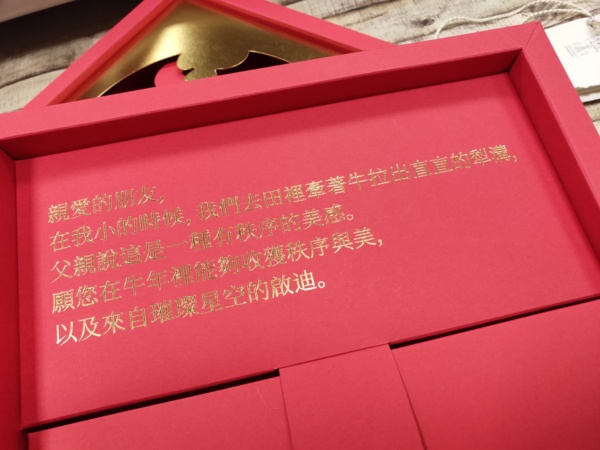 親愛的朋友,
在我小的時候, 我們去田裡牽著牛拉出直直的犁溝,
父親說這是一種有秩序的美感。
願您在牛年裡能夠收獲秩序與美,
以及來自璀璨星空的啟迪。